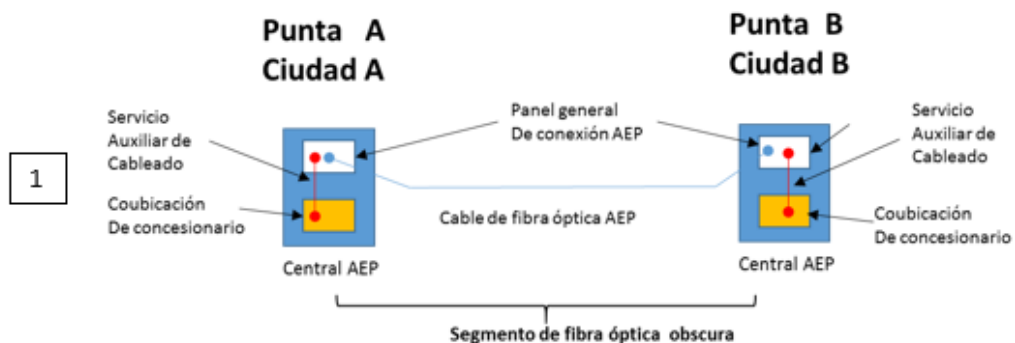 Punta A
Ciudad A
Punta B
Ciudad B
Servicio
Auxiliar de
Cableado
Panel general
De conexión AEP
Servicio
Auxiliar de
Cableado
1
Coubicación
De concesionario
Cable de fibra óptica AEP
Coubicación
De concesionario
Central AEP
Central AEP
Segmento de fibra óptica obscura